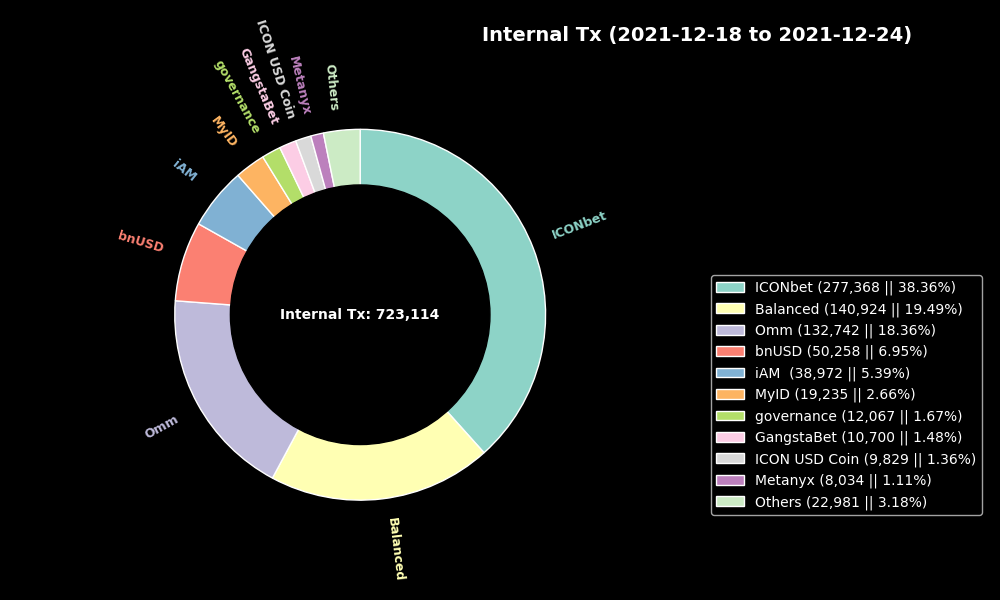 Internal Tx (2021-12-18 to 2021-12-24)
ICON USD Coin
Metanyx
Others
GangstaBet
governance
MyID
iAM
bnUSD
ICONbet
Omm
Balanced
Internal Tx: 723,114
ICONbet (277,368 || 38.36%)
Balanced (140,924 || 19.49%)
Omm (132,742 || 18.36%)
bnUSD (50,258 || 6.95%)
iAM  (38,972 || 5.39%)
MyID (19,235 || 2.66%)
governance (12,067 || 1.67%)
GangstaBet (10,700 || 1.48%)
ICON USD Coin (9,829 || 1.36%)
Metanyx (8,034 || 1.11%)
Others (22,981 || 3.18%)